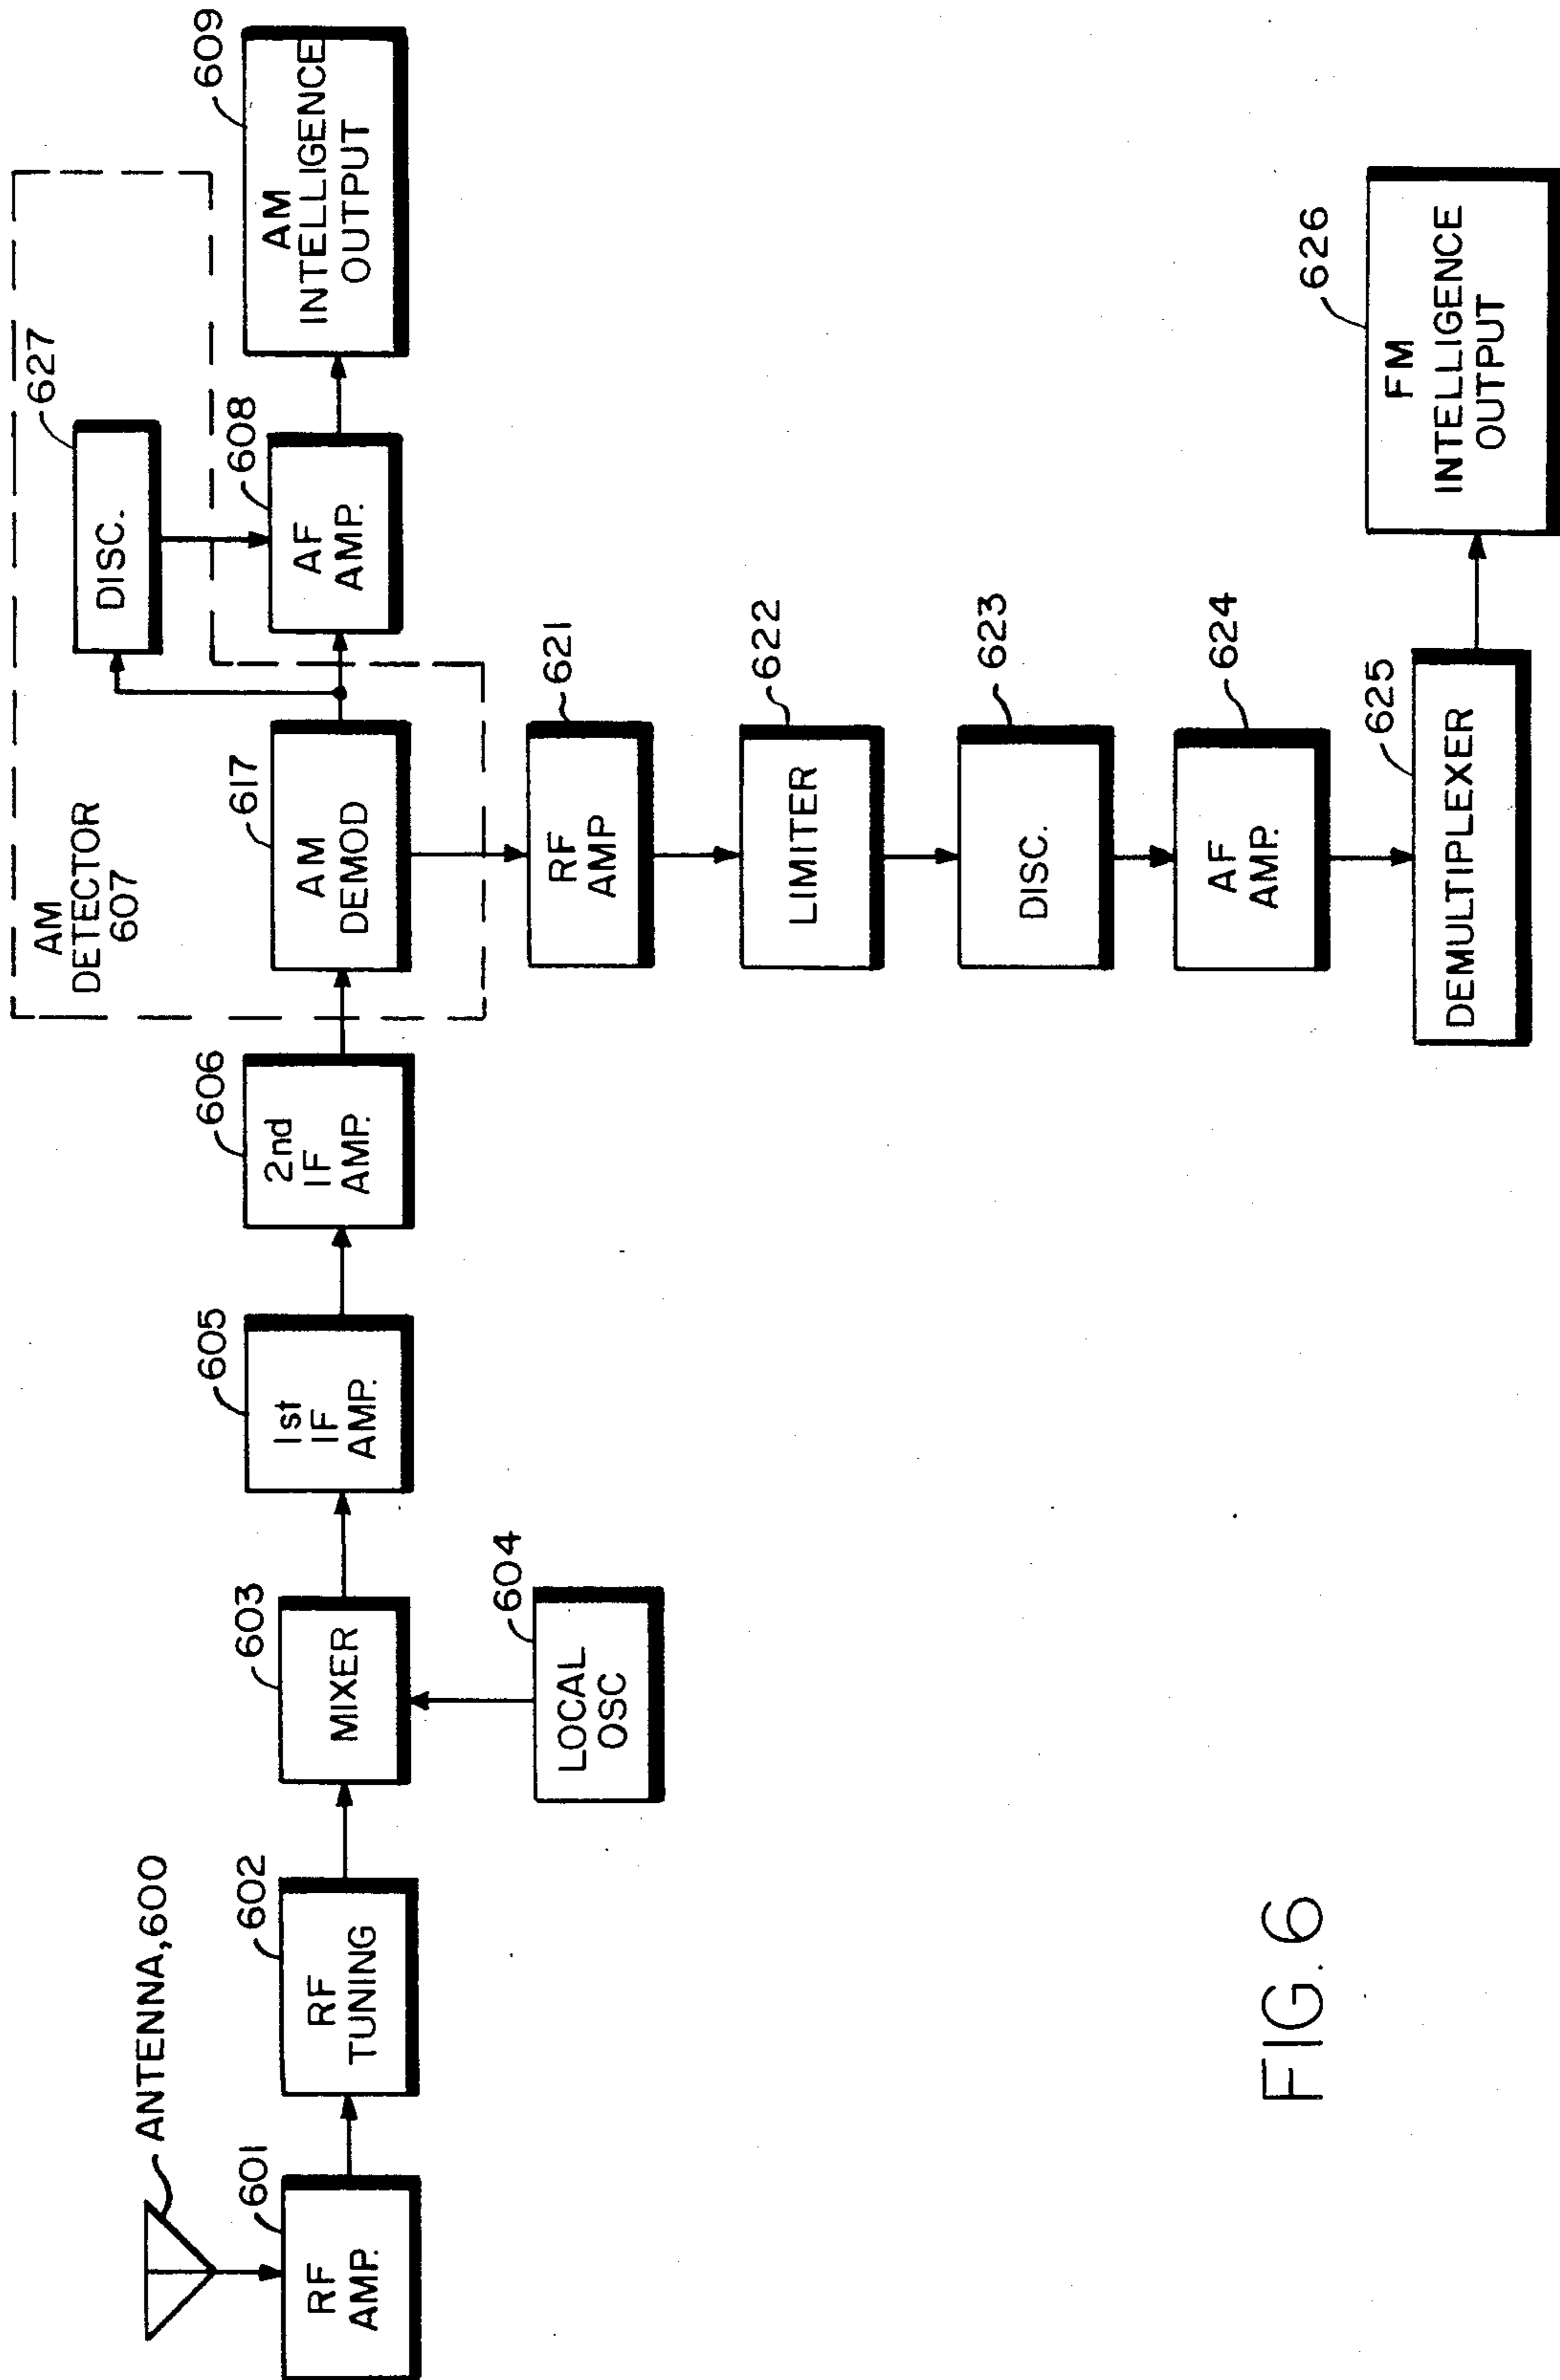 ANTENNA,600
601
RF
AMP.
602
RF
TUNING
603
MIXER
604
LOCAL
OSC
605
1st
IF
AMP.
606
2nd
IF
AMP.
AM
DETECTOR
607
617
AM
DEMOD
627
DISC.
608
AF
AMP.
609
AM
INTELLIGENCE
OUTPUT
621
RF
AMP
622
LIMITER
623
DISC.
624
AF
AMP.
625
DEMULTIPLEXER
626
FM
INTELLIGENCE
OUTPUT
FIG. 6